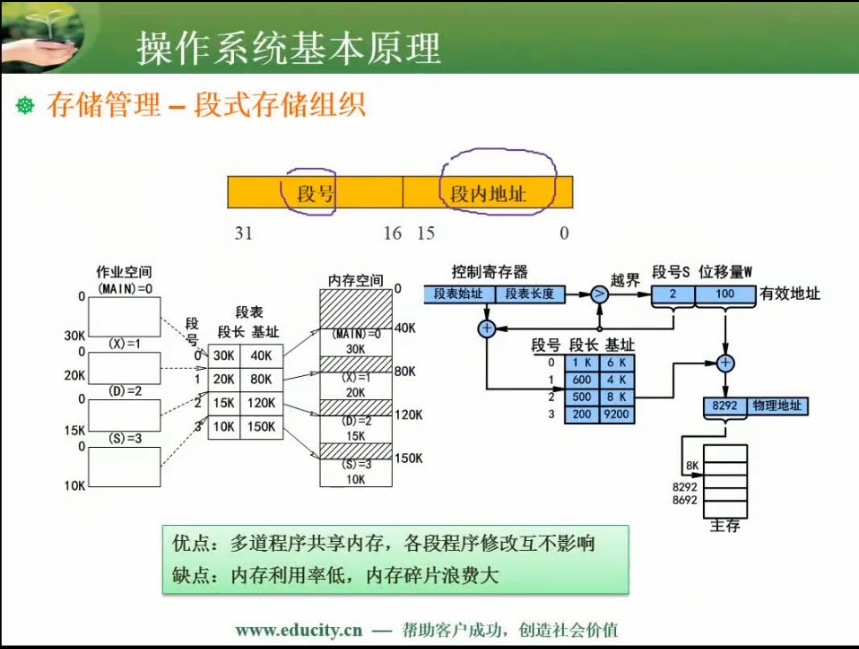 操作系统基本原理
存储管理 – 段式存储组织
段号 段内地址
31 16 15 0
作业空间
(MAIN)=0
0
30K
(X)=1
0
20K
(D)=2
0
15K
(S)=3
0
10K
段表
段号 段长 基址
0 30K 40K
1 20K 80K
2 15K 120K
3 10K 150K
内存空间
0
40K
(MAIN)=0
30K
80K
(X)=1
20K
120K
(D)=2
15K
150K
(S)=3
10K
控制寄存器
段表始址 段表长度
>
越界
段号S 位移量W
2 100 有效地址
+
段号 段长 基址
0 1 K 6 K
1 600 4 K
2 500 8 K
3 200 9200
+
8292 物理地址
8K
8292
8692
主存
优点：多道程序共享内存，各段程序修改互不影响
缺点：内存利用率低，内存碎片浪费大
www.educity.cn — 帮助客户成功，创造社会价值